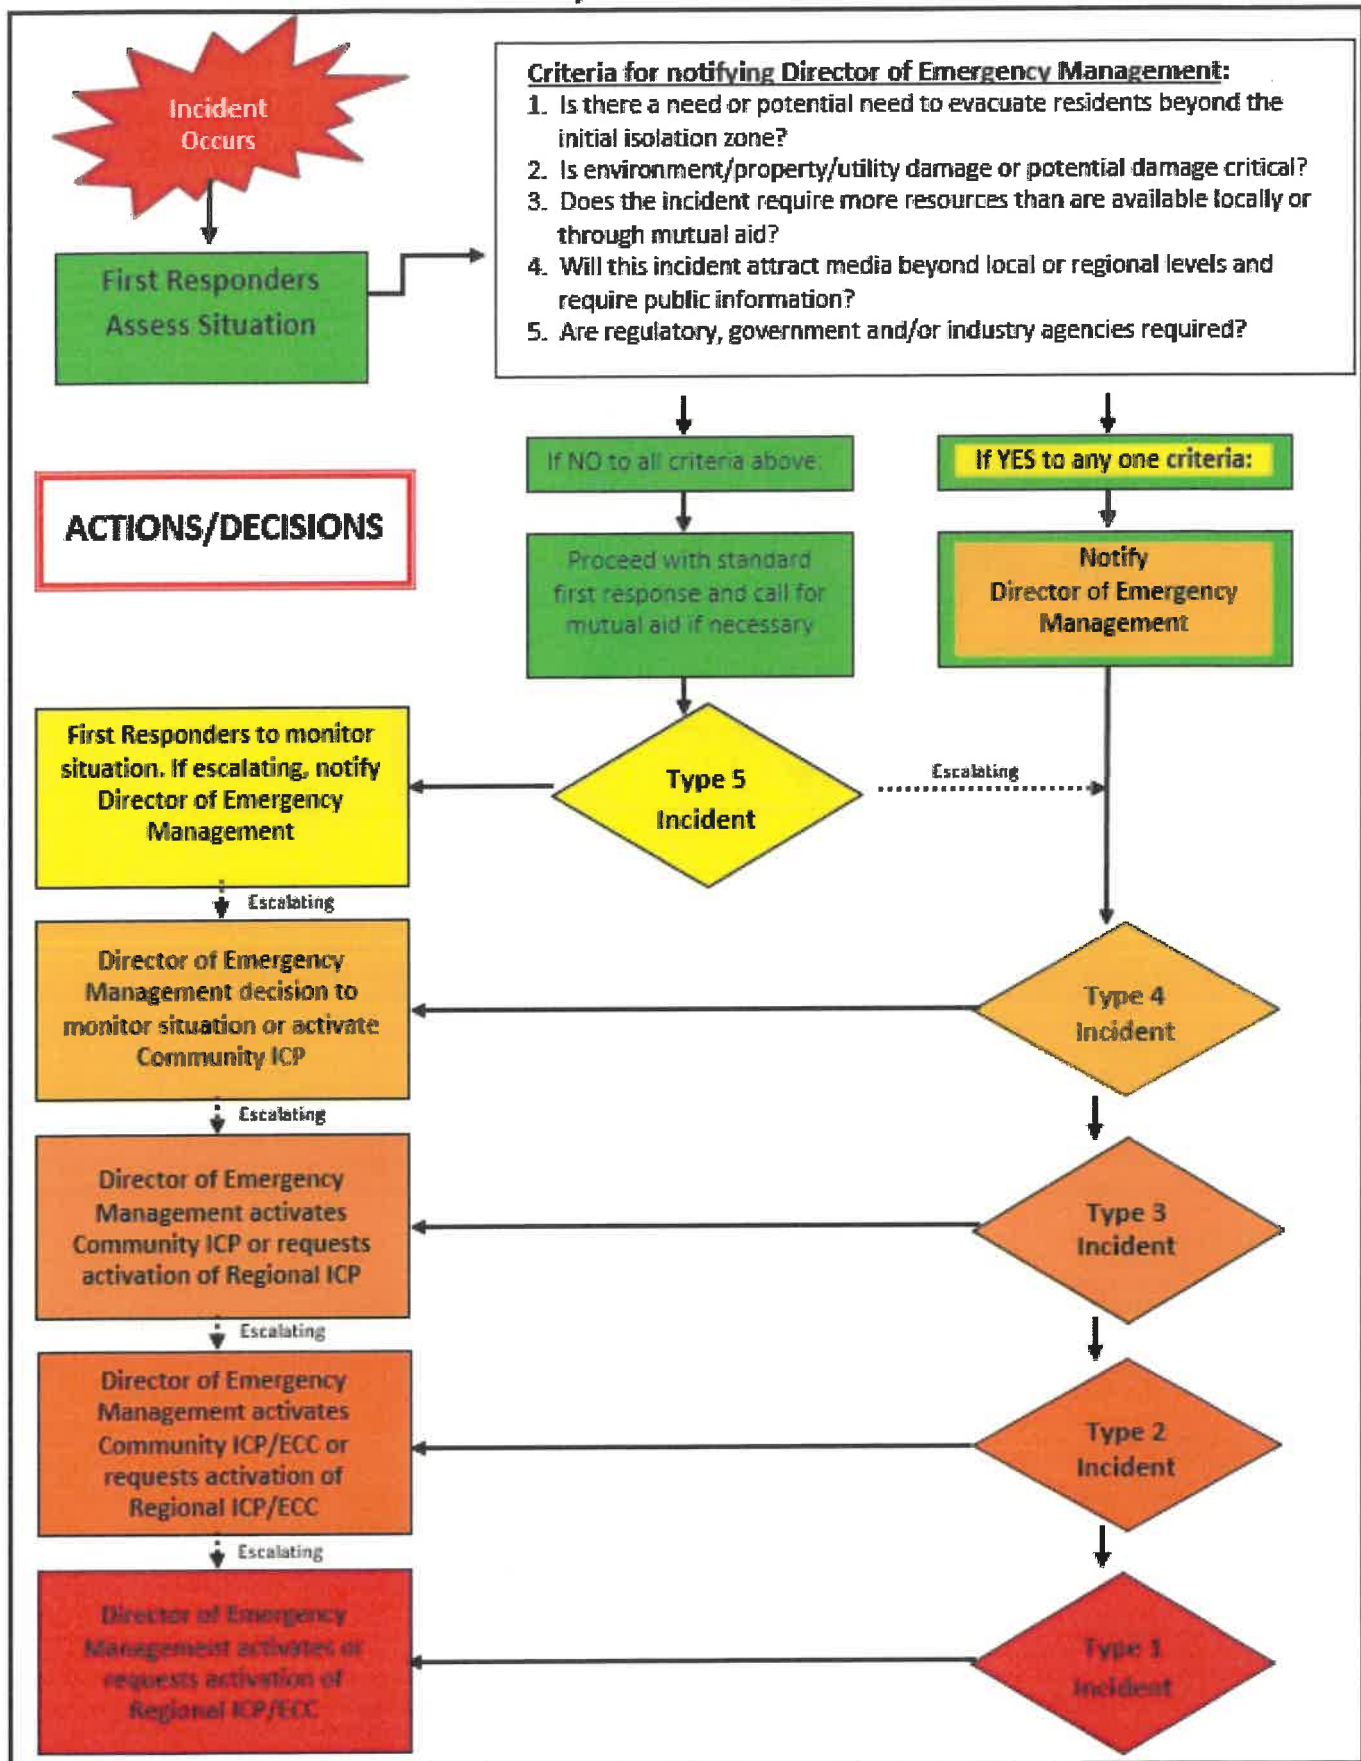 Incident
Occurs
Criteria for notifying Director of Emergency Management:
1. Is there a need or potential need to evacuate residents beyond the
initial isolation zone?
2. Is environment/property/utility damage or potential damage critical?
3. Does the incident require more resources than are available locally or
through mutual aid?
4. Will this incident attract media beyond local or regional levels and
require public information?
5. Are regulatory, government and/or industry agencies required?
First Responders
Assess Situation
If NO to all criteria above:
If YES to any one criteria:
ACTIONS/DECISIONS
Proceed with standard
first response and call for
mutual aid if necessary
Notify
Director of Emergency
Management
First Responders to monitor
situation. If escalating, notify
Director of Emergency
Management
Type 5
Incident
Escalating
Escalating
Director of Emergency
Management decision to
monitor situation or activate
Community ICP
Type 4
Incident
Escalating
Director of Emergency
Management activates
Community ICP or requests
activation of Regional ICP
Type 3
Incident
Escalating
Director of Emergency
Management activates
Community ICP/ECC or
requests activation of
Regional ICP/ECC
Type 2
Incident
Escalating
Director of Emergency
Management activates or
requests activation of
Regional ICP/ECC
Type 1
Incident